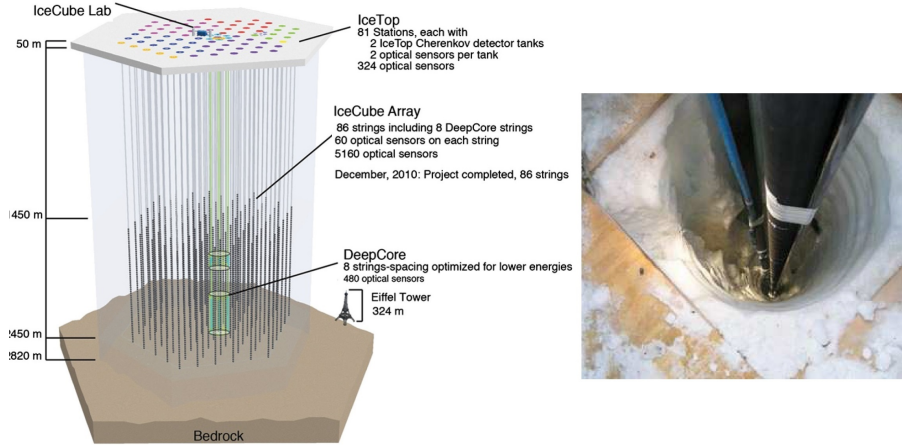 IceCube Lab
50 m
IceTop
81 Stations, each with
2 IceTop Cherenkov detector tanks
2 optical sensors per tank
324 optical sensors
IceCube Array
86 strings including 8 DeepCore strings
60 optical sensors on each string
5160 optical sensors
December, 2010: Project completed, 86 strings
450 m
DeepCore
8 strings-spacing optimized for lower energies
480 optical sensors
Eiffel Tower
324 m
2450 m
2820 m
Bedrock